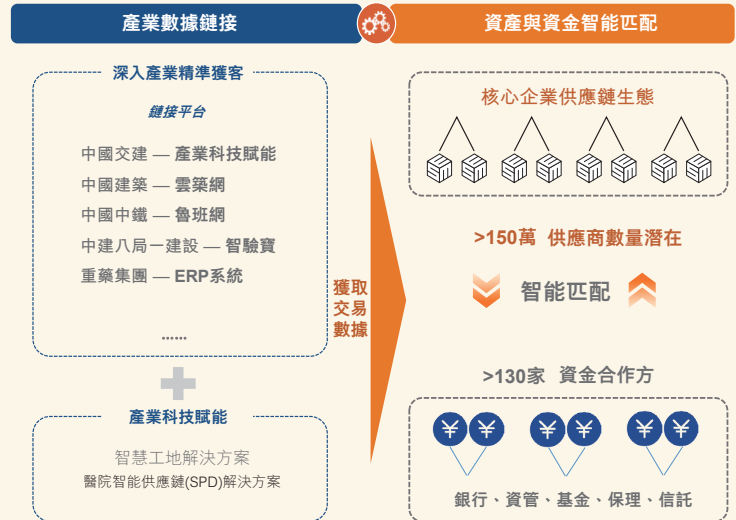 產業數據鏈接
深入產業精準獲客
鏈接平台
中國交建 — 產業科技賦能
中國建築 — 雲築網
中國中鐵 — 魯班網
中建八局一建設 — 智驗寶
重藥集團 — ERP系統
......
產業科技賦能
智慧工地解決方案
醫院智能供應鏈(SPD)解決方案
獲取
交易
數據
資產與資金智能匹配
核心企業供應鏈生態
>150萬 供應商數量潛在
智能匹配
>130家 資金合作方
銀行、資管、基金、保理、信託